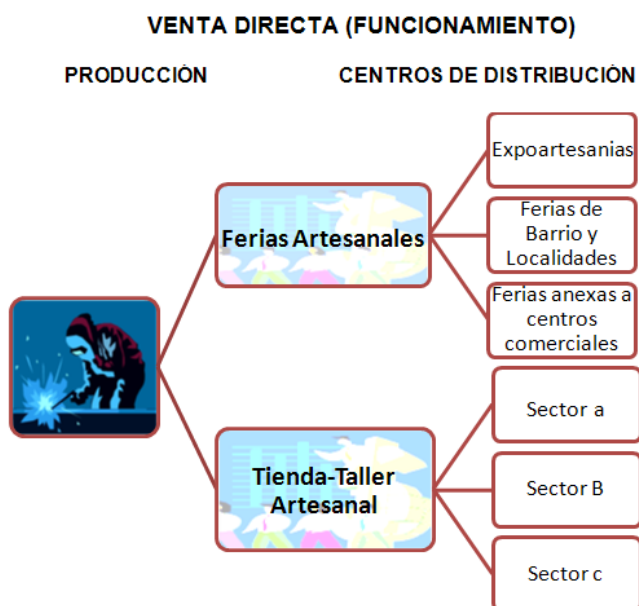 VENTA DIRECTA (FUNCIONAMIENTO)
PRODUCCIÓN
CENTROS DE DISTRIBUCIÓN
Ferias Artesanales
Expoartesanias
Ferias de
Barrio y
Localidades
Ferias anexas a
centros
comerciales
Tienda-Taller
Artesanal
Sector a
Sector B
Sector c